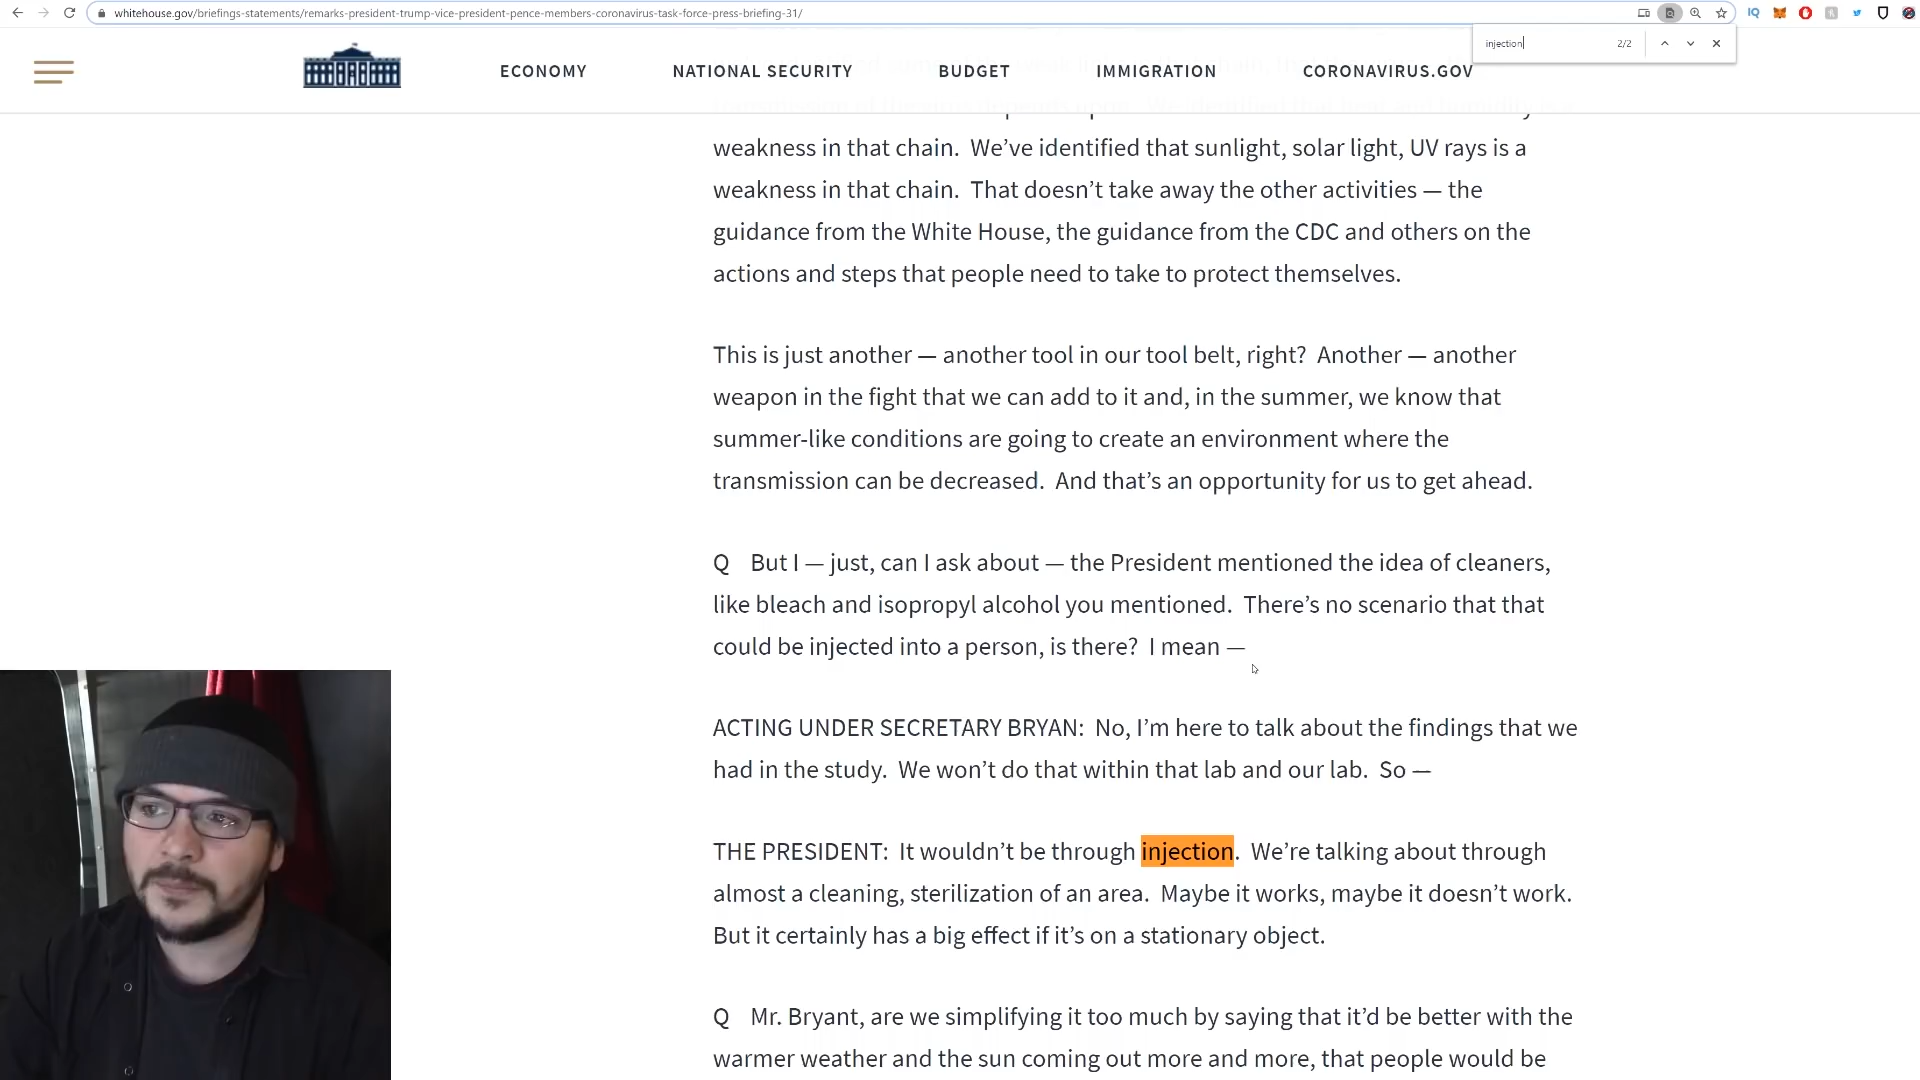 whitehouse.gov/briefings-statements/remarks-president-trump-vice-president-pence-members-coronavirus-task-force-press-briefing-31/
injection 2/2
ECONOMY NATIONAL SECURITY BUDGET IMMIGRATION CORONAVIRUS.GOV
transmission of the virus depends upon. We identified that heat and humidity is a
weakness in that chain.  We’ve identified that sunlight, solar light, UV rays is a
weakness in that chain.  That doesn’t take away the other activities — the
guidance from the White House, the guidance from the CDC and others on the
actions and steps that people need to take to protect themselves.
This is just another — another tool in our tool belt, right?  Another — another
weapon in the fight that we can add to it and, in the summer, we know that
summer-like conditions are going to create an environment where the
transmission can be decreased.  And that’s an opportunity for us to get ahead.
Q    But I — just, can I ask about — the President mentioned the idea of cleaners,
like bleach and isopropyl alcohol you mentioned.  There’s no scenario that that
could be injected into a person, is there?  I mean —
ACTING UNDER SECRETARY BRYAN:  No, I’m here to talk about the findings that we
had in the study.  We won’t do that within that lab and our lab.  So —
THE PRESIDENT:  It wouldn’t be through injection.  We’re talking about through
almost a cleaning, sterilization of an area.  Maybe it works, maybe it doesn’t work.
But it certainly has a big effect if it’s on a stationary object.
Q    Mr. Bryant, are we simplifying it too much by saying that it’d be better with the
warmer weather and the sun coming out more and more, that people would be